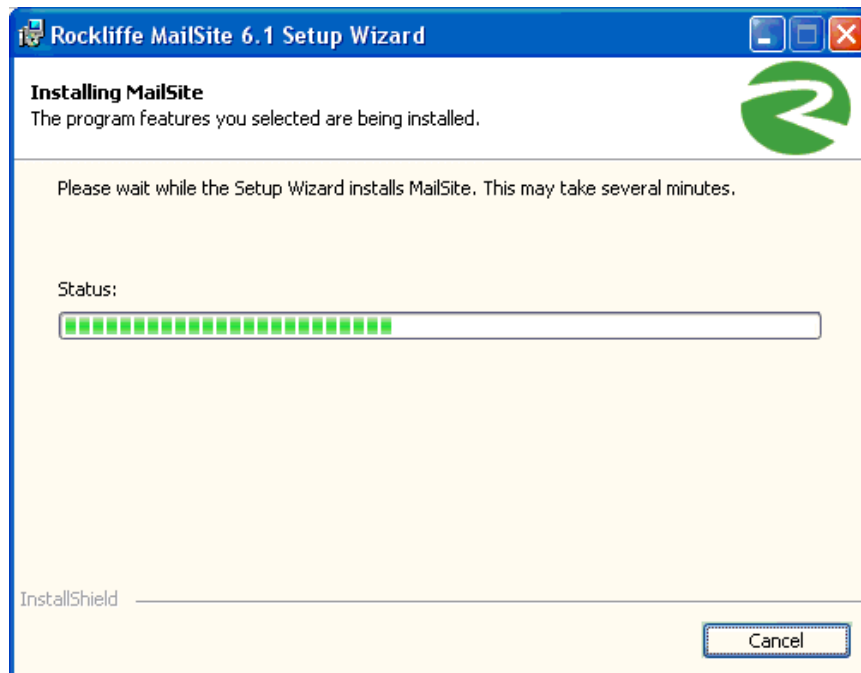 Rockliffe MailSite 6.1 Setup Wizard
Installing MailSite
The program features you selected are being installed.
Please wait while the Setup Wizard installs MailSite. This may take several minutes.
Status:
InstallShield
Cancel